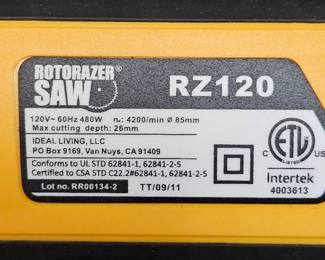 ROTORAZER®
SAW
RZ120
120V~ 60Hz 480W n₀: 4200/min Ø 85mm
Max cutting depth: 26mm
IDEAL LIVING, LLC
PO Box 9169, Van Nuys, CA 91409
Conforms to UL STD 62841-1, 62841-2-5
Certified to CSA STD C22.2#62841-1, 62841-2-5
Lot no. RR00134-2 TT/09/11
C ETL US
LISTED
Intertek
4003613